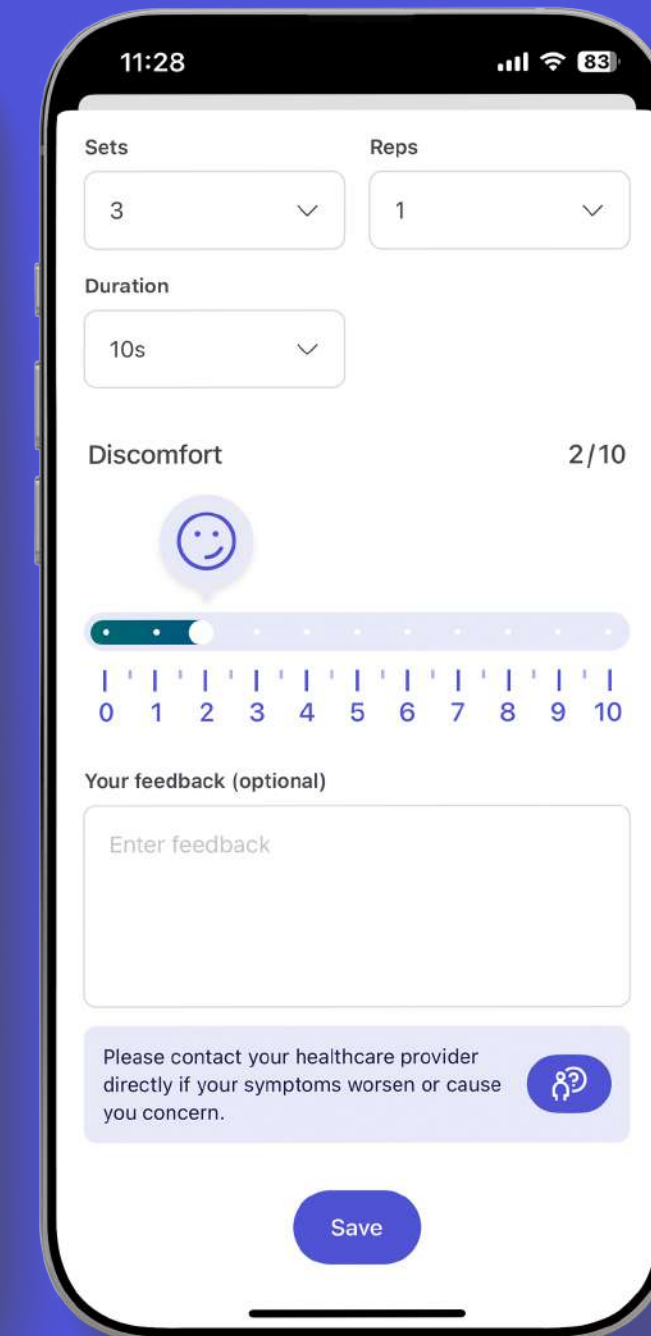 11:28
83
Sets
Reps
3
1
Duration
10s
Discomfort
2/10
0 1 2 3 4 5 6 7 8 9 10
Your feedback (optional)
Enter feedback
Please contact your healthcare provider
directly if your symptoms worsen or cause
you concern.
Save